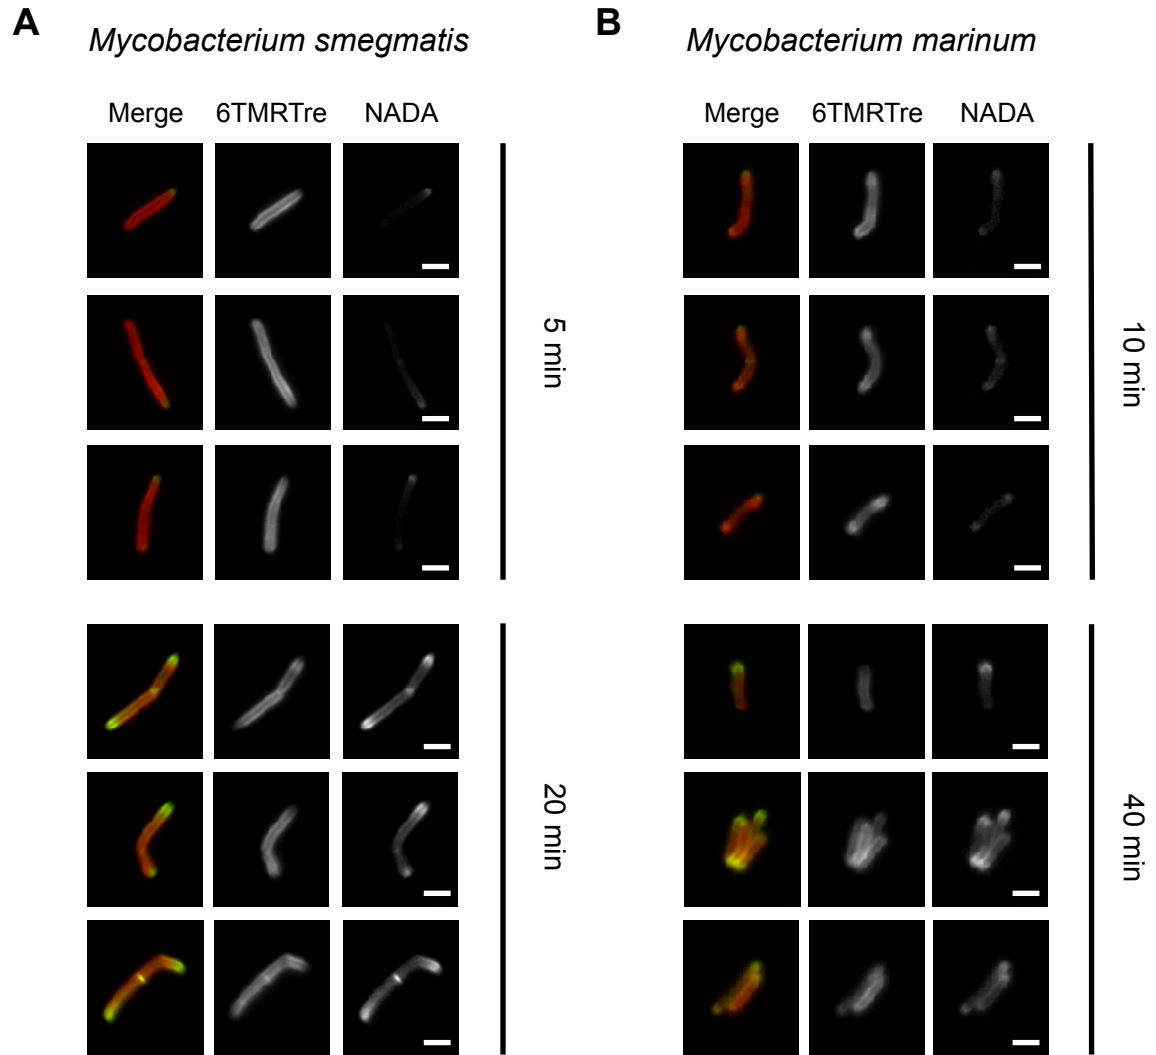 A
Mycobacterium smegmatis
Merge 6TMRTre NADA
5 min
20 min
B
Mycobacterium marinum
Merge 6TMRTre NADA
10 min
40 min